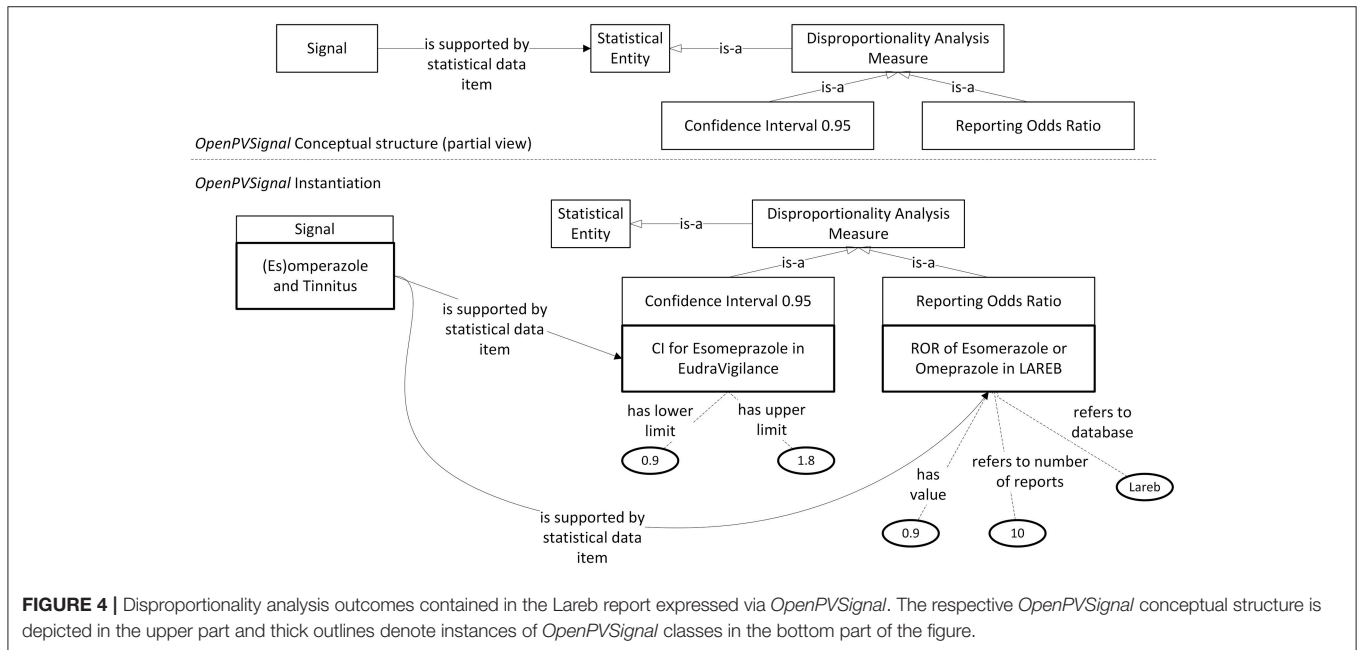 Signal
is supported by
statistical data
item
Statistical
Entity
is-a
Disproportionality Analysis
Measure
is-a
is-a
Confidence Interval 0.95
Reporting Odds Ratio
OpenPVSignal Conceptual structure (partial view)
OpenPVSignal Instantiation
Signal
(Es)omperazole
and Tinnitus
is supported by
statistical data
item
Statistical
Entity
is-a
Disproportionality Analysis
Measure
is-a
is-a
Confidence Interval 0.95
Reporting Odds Ratio
CI for Esomeprazole in
EudraVigilance
ROR of Esomerazole or
Omeprazole in LAREB
has lower
limit
has upper
limit
0.9
1.8
has
value
refers to number
of reports
refers to
database
0.9
10
Lareb
is supported by
statistical data
item
FIGURE 4 | Disproportionality analysis outcomes contained in the Lareb report expressed via OpenPVSignal. The respective OpenPVSignal conceptual structure is
depicted in the upper part and thick outlines denote instances of OpenPVSignal classes in the bottom part of the figure.